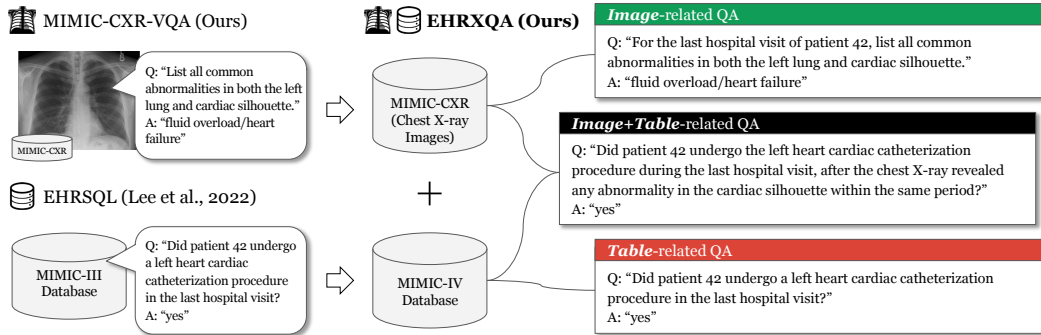 MIMIC-CXR-VQA (Ours)
Q: “List all common
abnormalities in both the left
lung and cardiac silhouette.”
A: “fluid overload/heart
failure”
MIMIC-CXR
EHRSQL (Lee et al., 2022)
Q: “Did patient 42 undergo
a left heart cardiac
catheterization procedure
in the last hospital visit?
A: “yes”
MIMIC-III
Database
EHRXQA (Ours)
MIMIC-CXR
(Chest X-ray
Images)
+
MIMIC-IV
Database
Image-related QA
Q: “For the last hospital visit of patient 42, list all common
abnormalities in both the left lung and cardiac silhouette.”
A: “fluid overload/heart failure”
Image+Table-related QA
Q: “Did patient 42 undergo the left heart cardiac catheterization
procedure during the last hospital visit, after the chest X-ray revealed
any abnormality in the cardiac silhouette within the same period?”
A: “yes”
Table-related QA
Q: “Did patient 42 undergo a left heart cardiac catheterization
procedure in the last hospital visit?”
A: “yes”